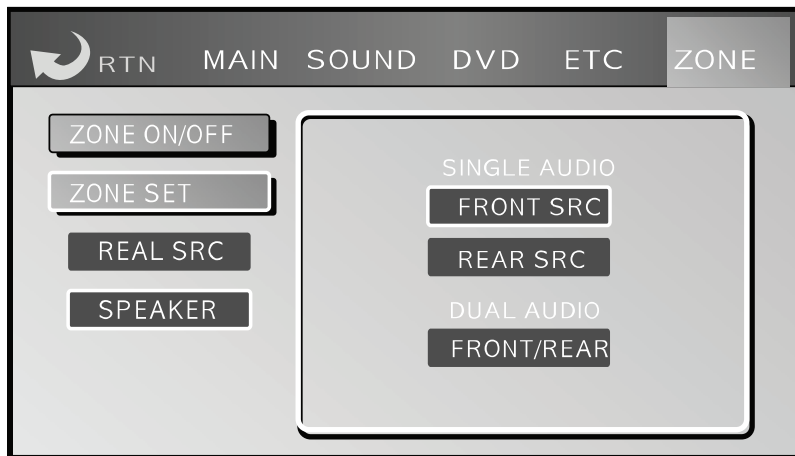 RTN MAIN SOUND DVD ETC ZONE
ZONE ON/OFF
ZONE SET
REAL SRC
SPEAKER
SINGLE AUDIO
FRONT SRC
REAR SRC
DUAL AUDIO
FRONT/REAR